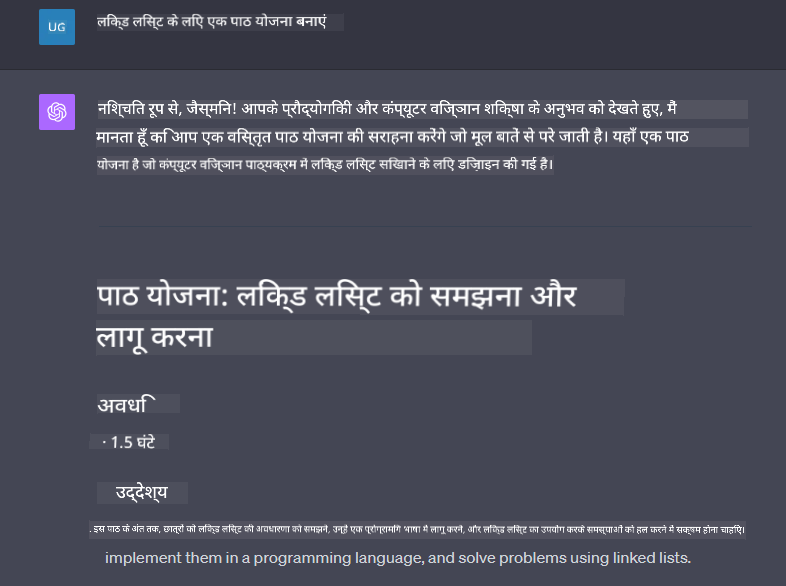 UG
लिंक्ड लिस्ट के लिए एक पाठ योजना बनाएं
निश्चित रूप से, जैस्मिन! आपके प्रौद्योगिकी और कंप्यूटर विज्ञान शिक्षा के अनुभव को देखते हुए, मैं
मानता हूँ कि आप एक विस्तृत पाठ योजना की सराहना करेंगे जो मूल बातें से परे जाती है। यहाँ एक पाठ
योजना है जो कंप्यूटर विज्ञान पाठ्यक्रम में लिंक्ड लिस्ट सिखाने के लिए डिज़ाइन की गई है।
पाठ योजना: लिंक्ड लिस्ट को समझना और
लागू करना
अवधि
· 1.5 घंटे
उद्देश्य
. इस पाठ के अंत तक, छात्रों को लिंक्ड लिस्ट की अवधारणा को समझने, उन्हें एक प्रोग्रामिंग भाषा में लागू करने, और लिंक्ड लिस्ट का उपयोग करके समस्याओं को हल करने में सक्षम होना चाहिए।
implement them in a programming language, and solve problems using linked lists.